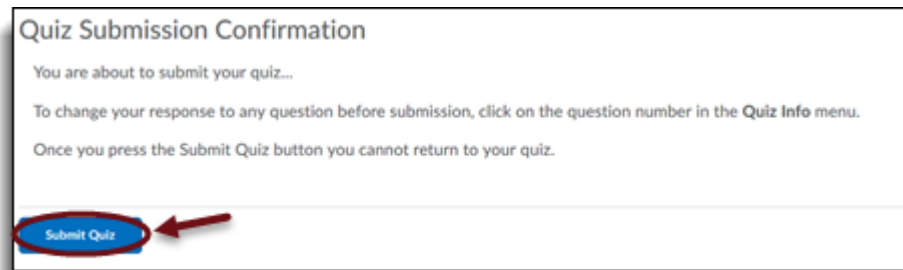 Quiz Submission Confirmation
You are about to submit your quiz...
To change your response to any question before submission, click on the question number in the Quiz Info menu.
Once you press the Submit Quiz button you cannot return to your quiz.
Submit Quiz